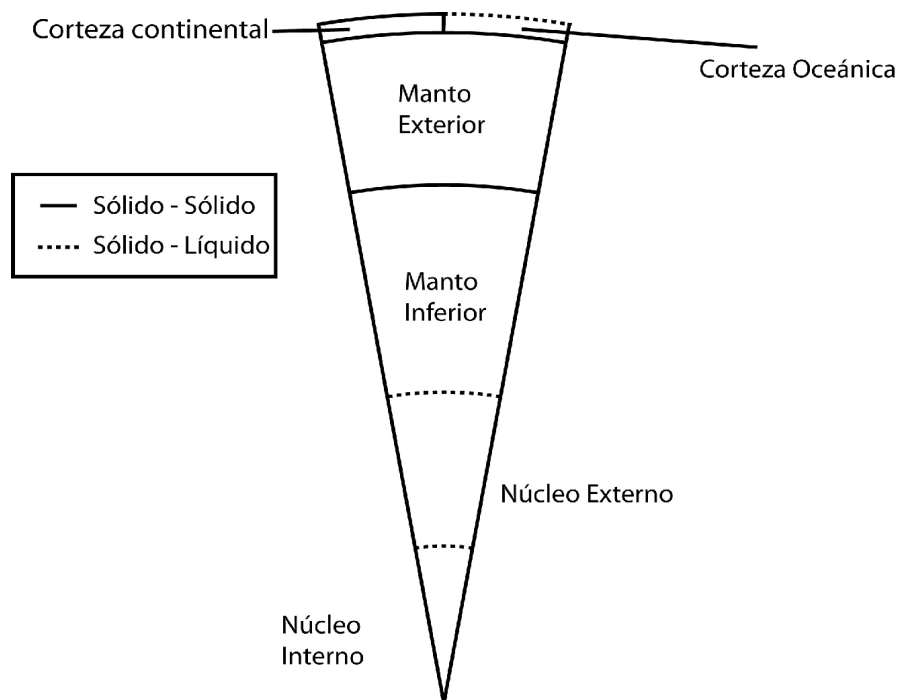 Corteza continental
Corteza Oceánica
Manto
Exterior
Sólido - Sólido
Sólido - Líquido
Manto
Inferior
Núcleo Externo
Núcleo
Interno